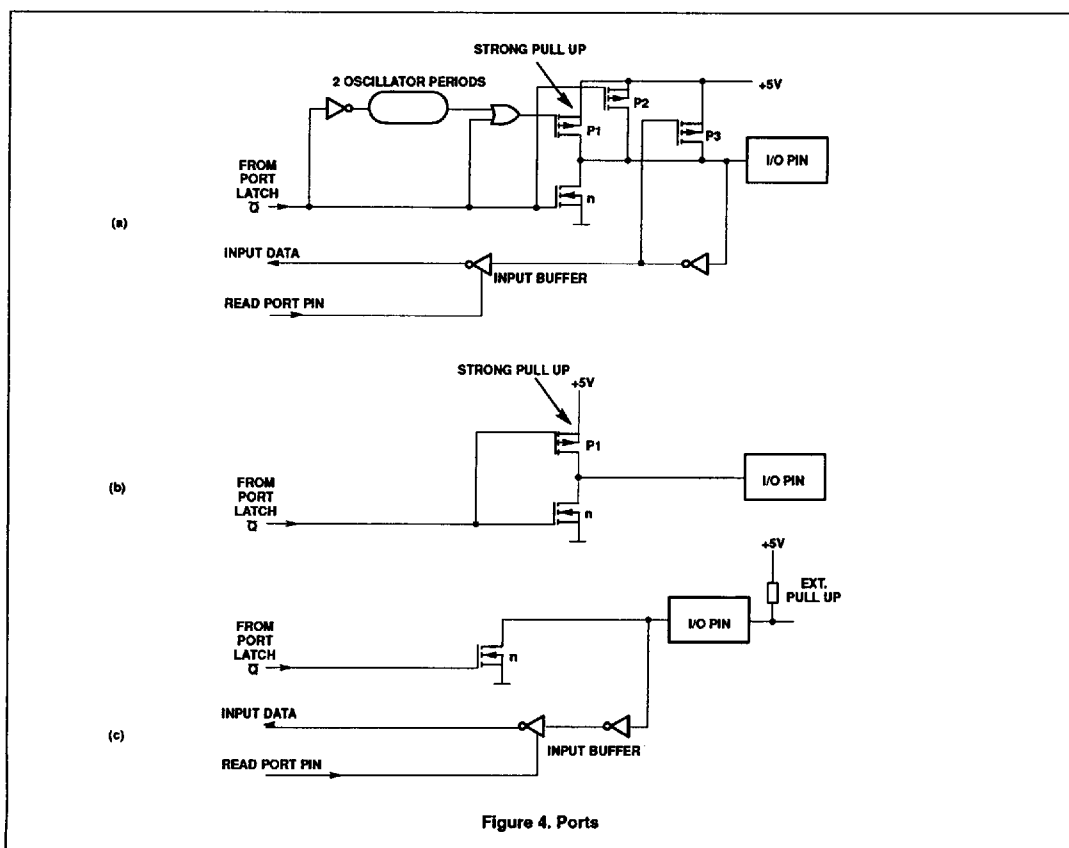 STRONG PULL UP
2 OSCILLATOR PERIODS
+5V
P2
P1
P3
I/O PIN
FROM
PORT
LATCH
Q
n
(a)
INPUT DATA
INPUT BUFFER
READ PORT PIN
STRONG PULL UP
+5V
P1
(b)
I/O PIN
FROM
PORT
LATCH
Q
n
+5V
EXT.
PULL UP
I/O PIN
FROM
PORT
LATCH
Q
n
INPUT DATA
(c)
INPUT BUFFER
READ PORT PIN
Figure 4. Ports